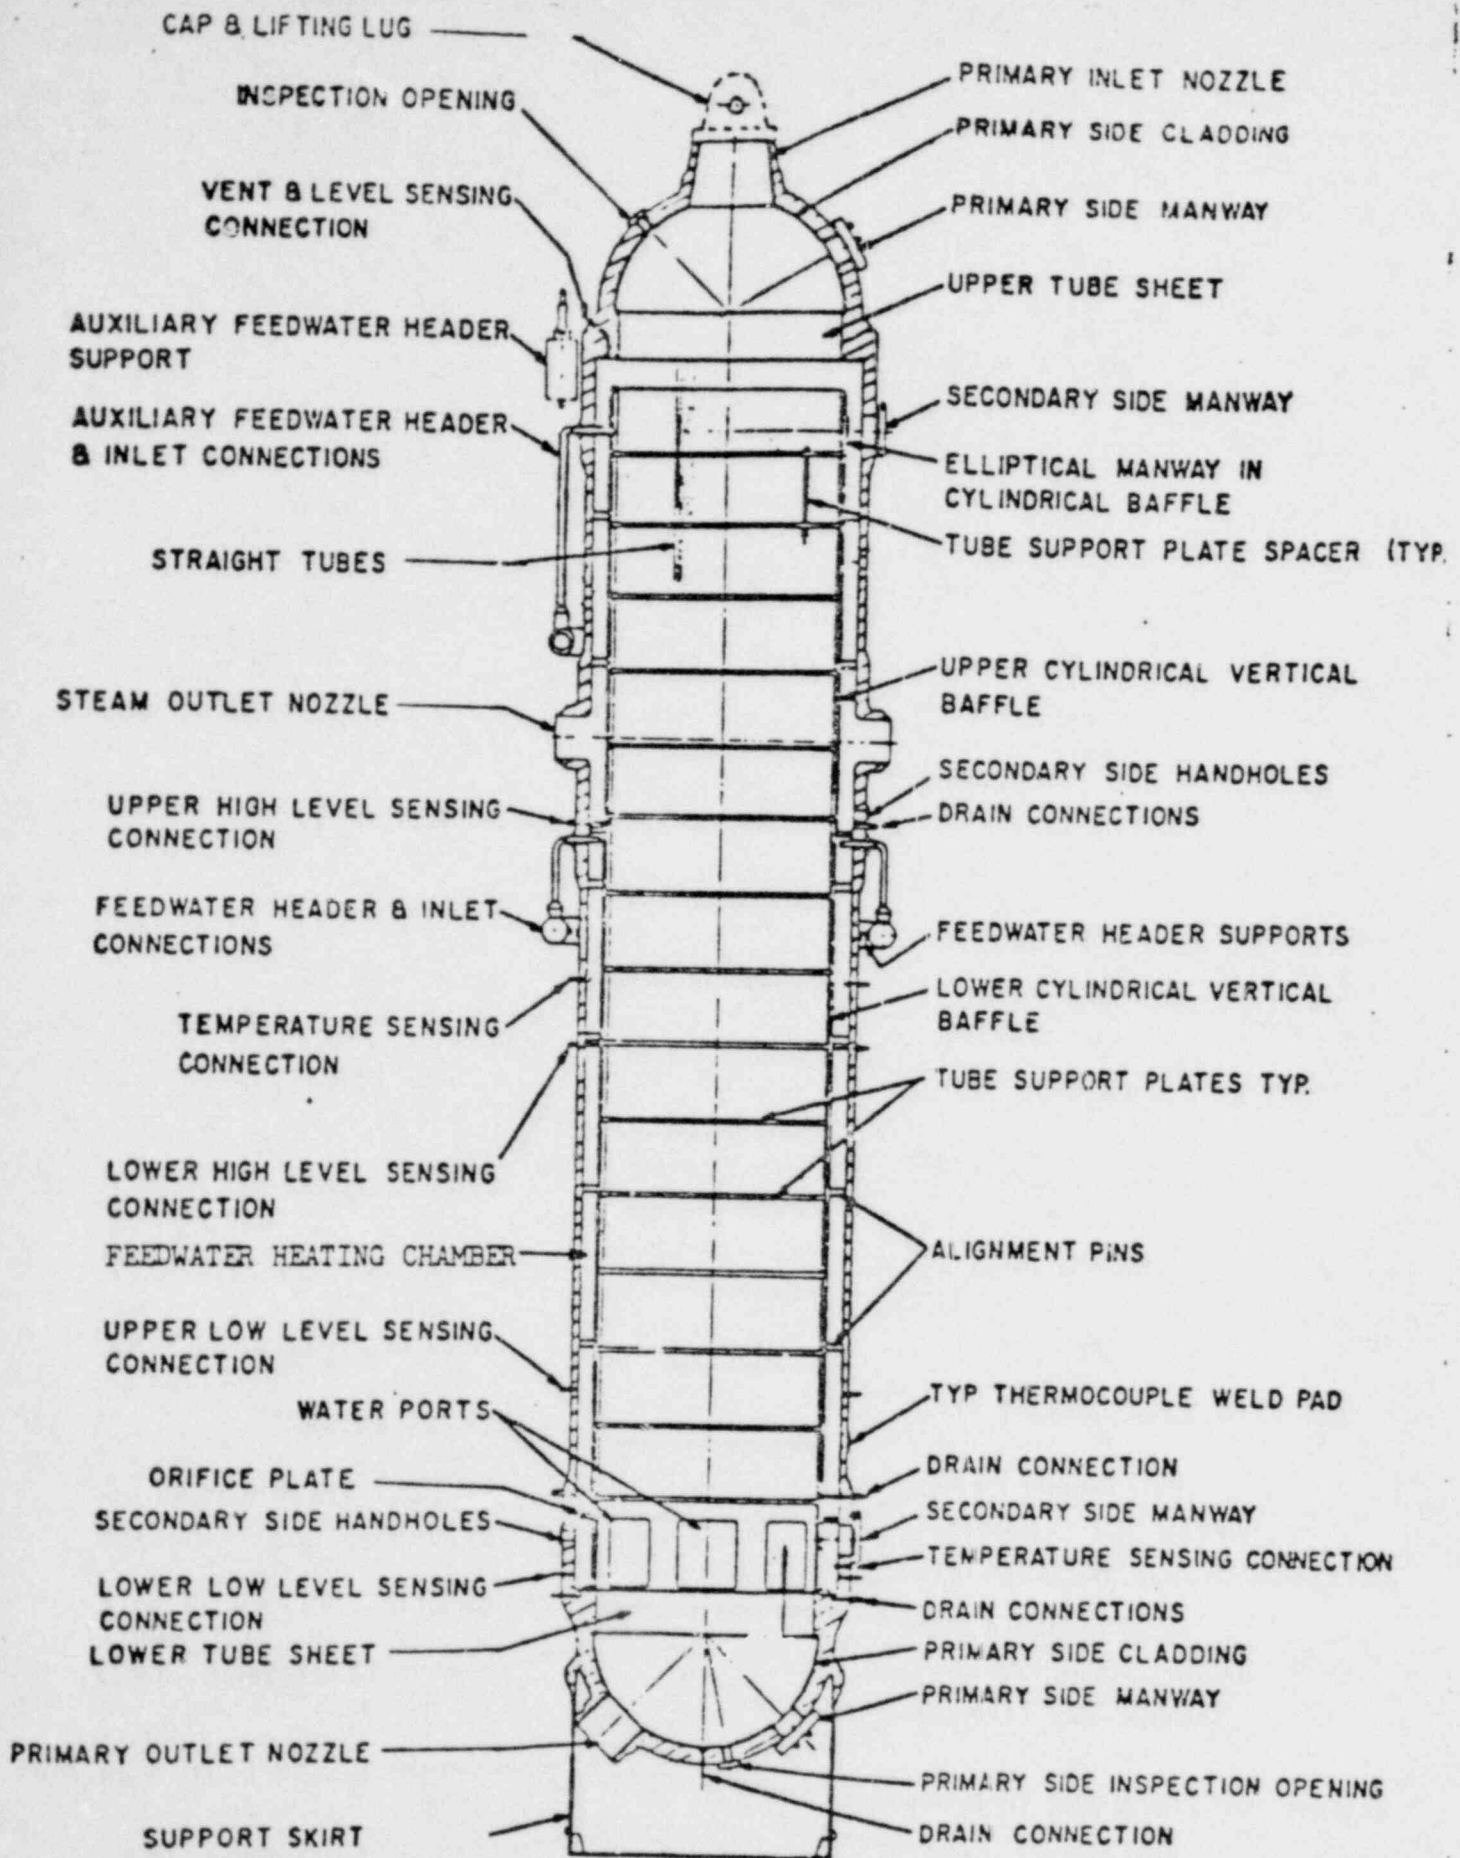 CAP & LIFTING LUG
INSPECTION OPENING
VENT & LEVEL SENSING
CONNECTION
AUXILIARY FEEDWATER HEADER
SUPPORT
AUXILIARY FEEDWATER HEADER
& INLET CONNECTIONS
STRAIGHT TUBES
STEAM OUTLET NOZZLE
UPPER HIGH LEVEL SENSING
CONNECTION
FEEDWATER HEADER & INLET
CONNECTIONS
TEMPERATURE SENSING
CONNECTION
LOWER HIGH LEVEL SENSING
CONNECTION
FEEDWATER HEATING CHAMBER
UPPER LOW LEVEL SENSING
CONNECTION
WATER PORTS
ORIFICE PLATE
SECONDARY SIDE HANDHOLES
LOWER LOW LEVEL SENSING
CONNECTION
LOWER TUBE SHEET
PRIMARY OUTLET NOZZLE
SUPPORT SKIRT
PRIMARY INLET NOZZLE
PRIMARY SIDE CLADDING
PRIMARY SIDE MANWAY
UPPER TUBE SHEET
SECONDARY SIDE MANWAY
ELLIPTICAL MANWAY IN
CYLINDRICAL BAFFLE
TUBE SUPPORT PLATE SPACER (TYP.
UPPER CYLINDRICAL VERTICAL
BAFFLE
SECONDARY SIDE HANDHOLES
DRAIN CONNECTIONS
FEEDWATER HEADER SUPPORTS
LOWER CYLINDRICAL VERTICAL
BAFFLE
TUBE SUPPORT PLATES TYP.
ALIGNMENT PINS
TYP THERMOCOUPLE WELD PAD
DRAIN CONNECTION
SECONDARY SIDE MANWAY
TEMPERATURE SENSING CONNECTION
DRAIN CONNECTIONS
PRIMARY SIDE CLADDING
PRIMARY SIDE MANWAY
PRIMARY SIDE INSPECTION OPENING
DRAIN CONNECTION